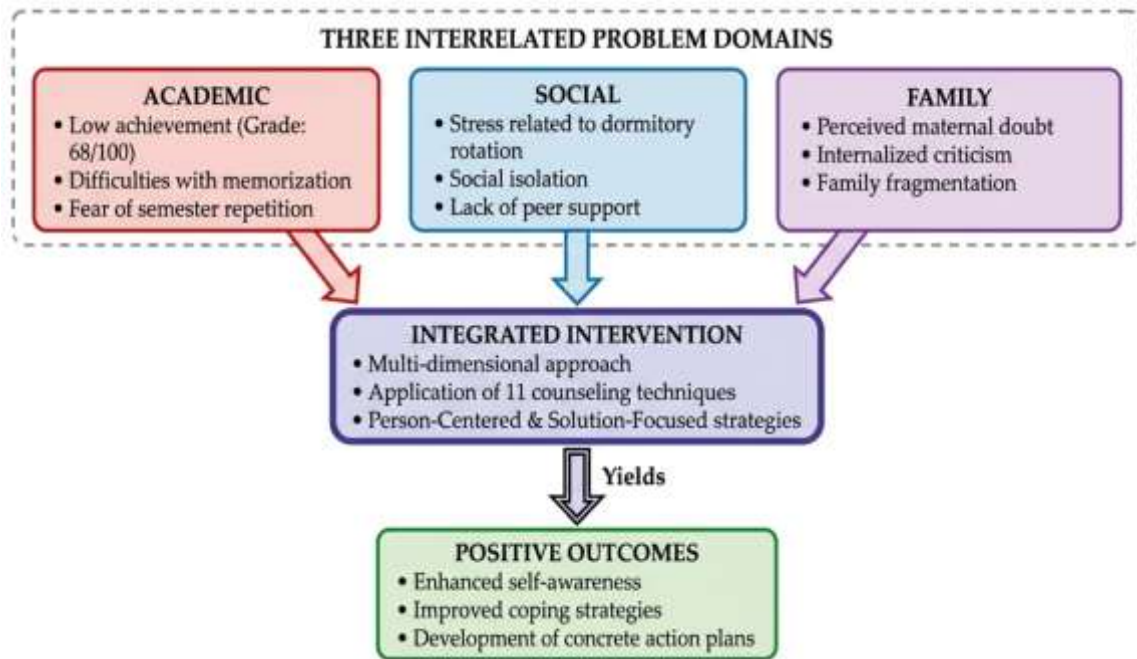 THREE INTERRELATED PROBLEM DOMAINS
ACADEMIC
• Low achievement (Grade:
68/100)
• Difficulties with memorization
• Fear of semester repetition
SOCIAL
• Stress related to dormitory
rotation
• Social isolation
• Lack of peer support
FAMILY
• Perceived maternal doubt
• Internalized criticism
• Family fragmentation
INTEGRATED INTERVENTION
• Multi-dimensional approach
• Application of 11 counseling techniques
• Person-Centered & Solution-Focused strategies
Yields
POSITIVE OUTCOMES
• Enhanced self-awareness
• Improved coping strategies
• Development of concrete action plans